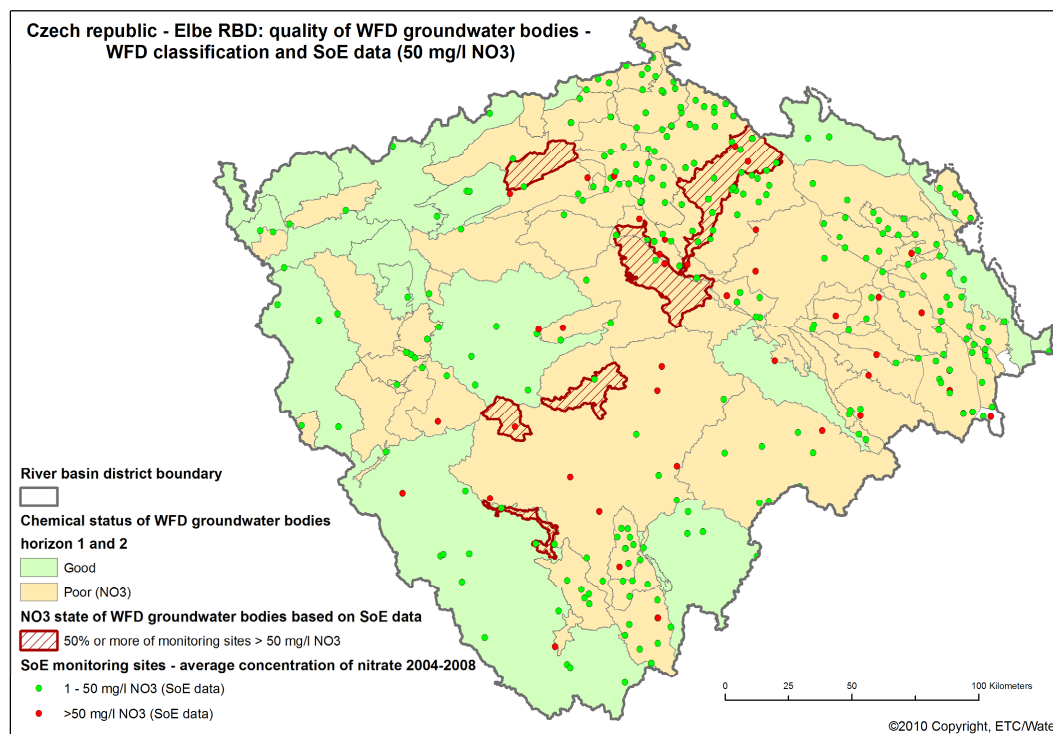 Czech republic - Elbe RBD: quality of WFD groundwater bodies -
WFD classification and SoE data (50 mg/l NO3)
River basin district boundary
Chemical status of WFD groundwater bodies
horizon 1 and 2
Good
Poor (NO3)
NO3 state of WFD groundwater bodies based on SoE data
50% or more of monitoring sites > 50 mg/l NO3
SoE monitoring sites - average concentration of nitrate 2004-2008
1 - 50 mg/l NO3 (SoE data)
>50 mg/l NO3 (SoE data)
0 25 50 100 Kilometers
©2010 Copyright, ETC/Wate